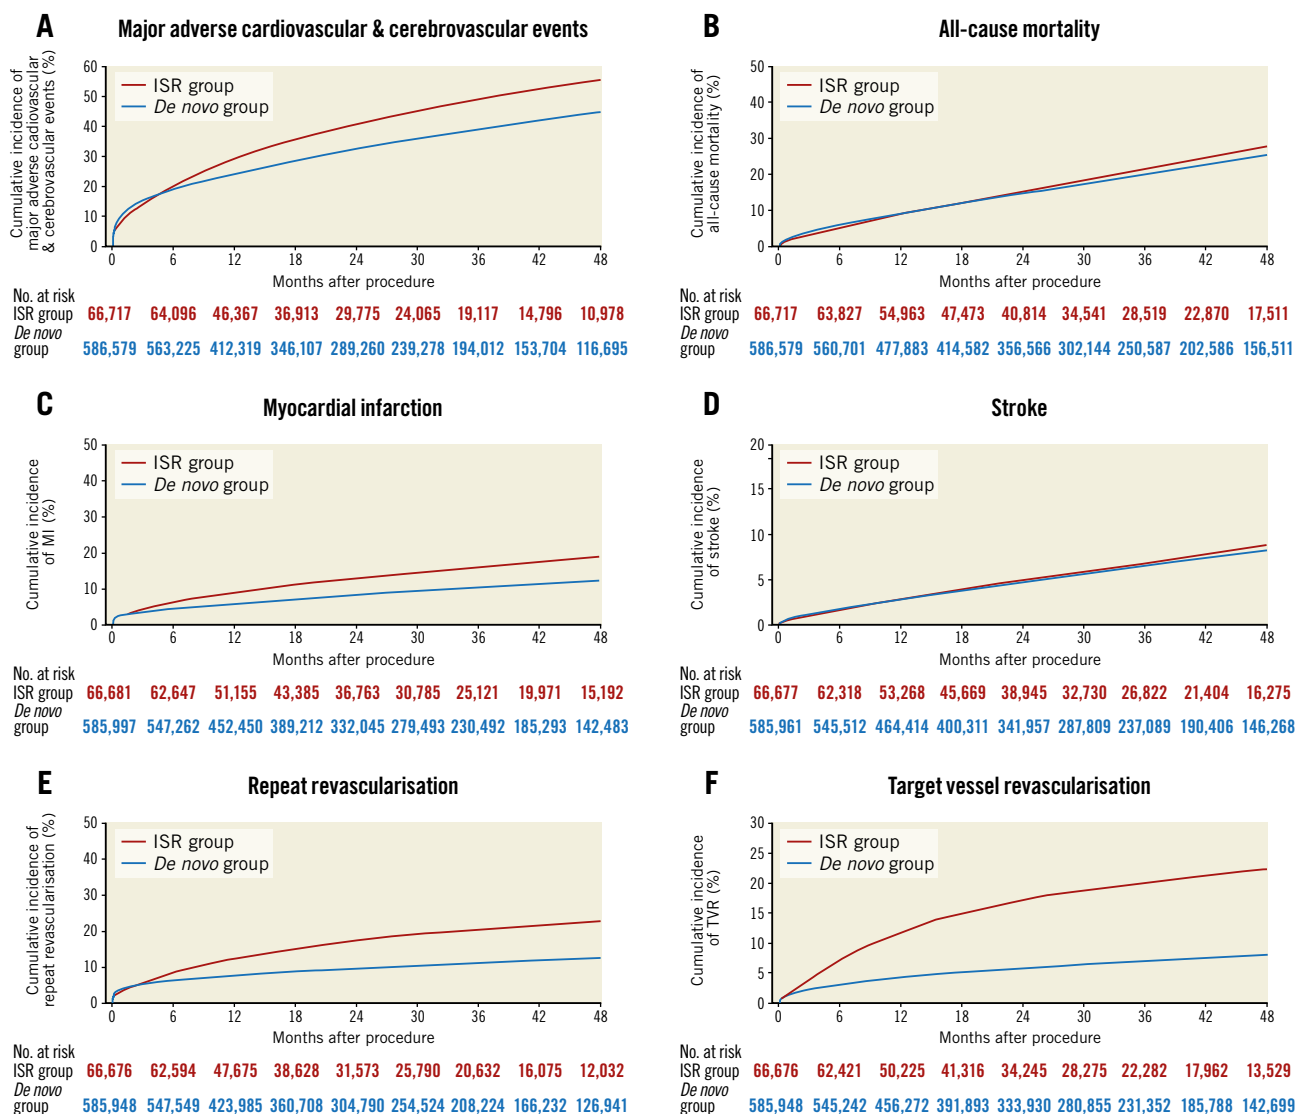 A
Major adverse cardiovascular & cerebrovascular events
Cumulative incidence of
major adverse cadiovascular
& cerebrovascular events (%)
60
50
40
30
20
10
0
ISR group
De novo group
0 6 12 18 24 30 36 42 48
Months after procedure
No. at risk
ISR group 66,717 64,096 46,367 36,913 29,775 24,065 19,117 14,796 10,978
De novo
group 586,579 563,225 412,319 346,107 289,260 239,278 194,012 153,704 116,695
B
All-cause mortality
Cumulative incidence of
all-cause mortality (%)
50
40
30
20
10
0
ISR group
De novo group
0 6 12 18 24 30 36 42 48
Months after procedure
No. at risk
ISR group 66,717 63,827 54,963 47,473 40,814 34,541 28,519 22,870 17,511
De novo
group 586,579 560,701 477,883 414,582 356,566 302,144 250,587 202,586 156,511
C
Myocardial infarction
Cumulative incidence
of MI (%)
50
40
30
20
10
0
ISR group
De novo group
0 6 12 18 24 30 36 42 48
Months after procedure
No. at risk
ISR group 66,681 62,647 51,155 43,385 36,763 30,785 25,121 19,971 15,192
De novo
group 585,997 547,262 452,450 389,212 332,045 279,493 230,492 185,293 142,483
D
Stroke
Cumulative incidence
of stroke (%)
20
15
10
5
0
ISR group
De novo group
0 6 12 18 24 30 36 42 48
Months after procedure
No. at risk
ISR group 66,677 62,318 53,268 45,669 38,945 32,730 26,822 21,404 16,275
De novo
group 585,961 545,512 464,414 400,311 341,957 287,809 237,089 190,406 146,268
E
Repeat revascularisation
Cumulative incidence of
repeat revascularisation (%)
50
40
30
20
10
0
ISR group
De novo group
0 6 12 18 24 30 36 42 48
Months after procedure
No. at risk
ISR group 66,676 62,594 47,675 38,628 31,573 25,790 20,632 16,075 12,032
De novo
group 585,948 547,549 423,985 360,708 304,790 254,524 208,224 166,232 126,941
F
Target vessel revascularisation
Cumulative incidence
of TVR (%)
30
25
20
15
10
5
0
ISR group
De novo group
0 6 12 18 24 30 36 42 48
Months after procedure
No. at risk
ISR group 66,676 62,421 50,225 41,316 34,245 28,275 22,282 17,962 13,529
De novo
group 585,948 545,242 456,272 391,893 333,930 280,855 231,352 185,788 142,699